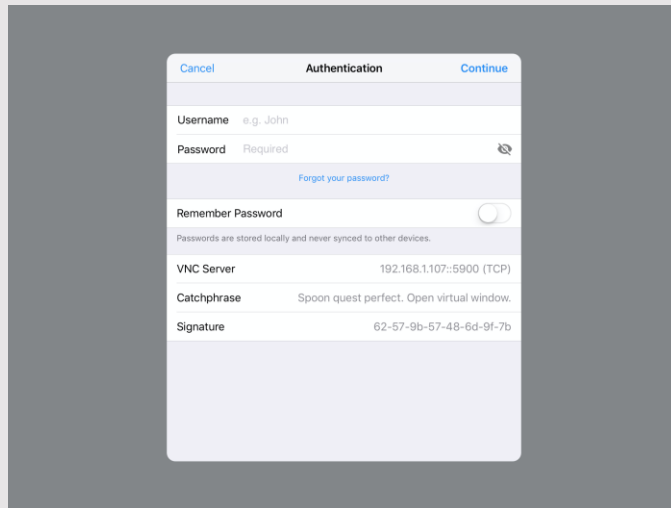 Cancel Authentication Continue
Username e.g. John
Password Required
Forgot your password?
Remember Password
Passwords are stored locally and never synced to other devices.
VNC Server 192.168.1.107::5900 (TCP)
Catchphrase Spoon quest perfect. Open virtual window.
Signature 62-57-9b-57-48-6d-9f-7b